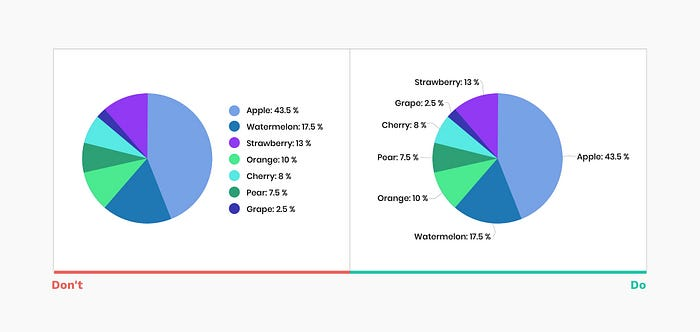 Apple: 43.5 %
Watermelon: 17.5 %
Strawberry: 13 %
Orange: 10 %
Cherry: 8 %
Pear: 7.5 %
Grape: 2.5 %
Strawberry: 13 %
Grape: 2.5 %
Cherry: 8 %
Pear: 7.5 %
Apple: 43.5 %
Orange: 10 %
Watermelon: 17.5 %
Don't
Do